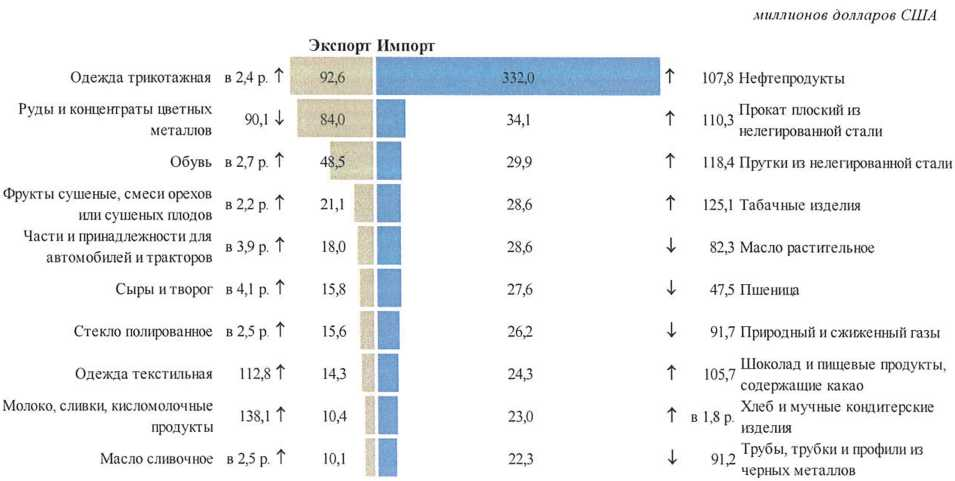 миллионов долларов США
Экспорт Импорт
Одежда трикотажная в 2,4 р. ↑ 92,6 332,0 ↑ 107,8 Нефтепродукты
Руды и концентраты цветных
металлов 90,1 ↓ 84,0 34,1 ↑ 110,3 Прокат плоский из
нелегированной стали
Обувь в 2,7 р. ↑ 48,5 29,9 ↑ 118,4 Прутки из нелегированной стали
Фрукты сушеные, смеси орехов
или сушеных плодов в 2,2 р. ↑ 21,1 28,6 ↑ 125,1 Табачные изделия
Части и принадлежности для
автомобилей и тракторов в 3,9 р. ↑ 18,0 28,6 ↓ 82,3 Масло растительное
Сыры и творог в 4,1 р. ↑ 15,8 27,6 ↓ 47,5 Пшеница
Стекло полированное в 2,5 р. ↑ 15,6 26,2 ↓ 91,7 Природный и сжиженный газы
Одежда текстильная 112,8 ↑ 14,3 24,3 ↑ 105,7 Шоколад и пищевые продукты,
содержащие какао
Молоко, сливки, кисломолочные
продукты 138,1 ↑ 10,4 23,0 ↑ в 1,8 р. Хлеб и мучные кондитерские
изделия
Масло сливочное в 2,5 р. ↑ 10,1 22,3 ↓ 91,2 Трубы, трубки и профили из
черных металлов